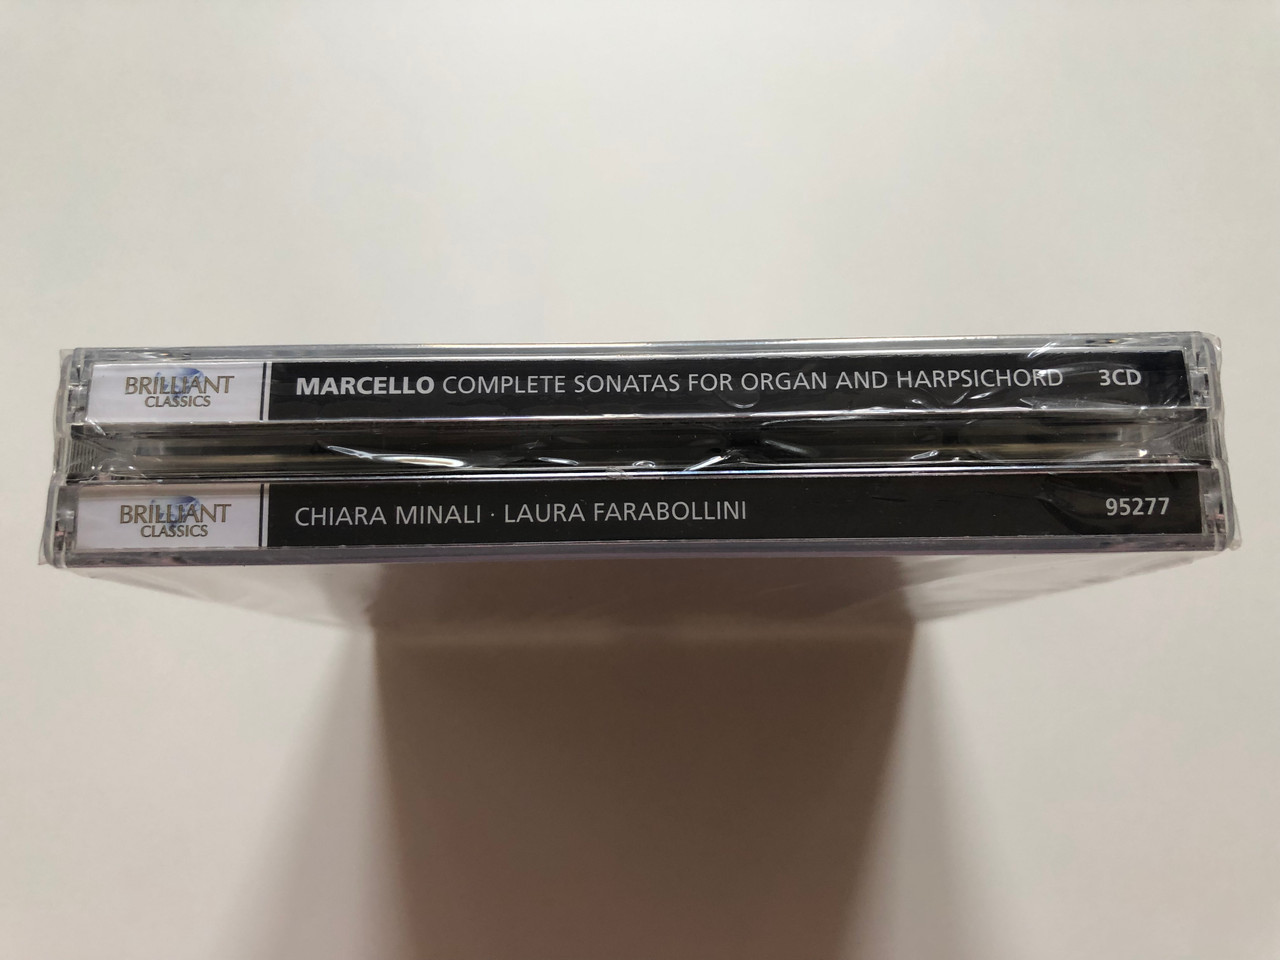 BRILLIANT
CLASSICS
MARCELLO COMPLETE SONATAS FOR ORGAN AND HARPSICHORD 3CD
BRILLIANT
CLASSICS
CHIARA MINALI · LAURA FARABOLLINI 95277